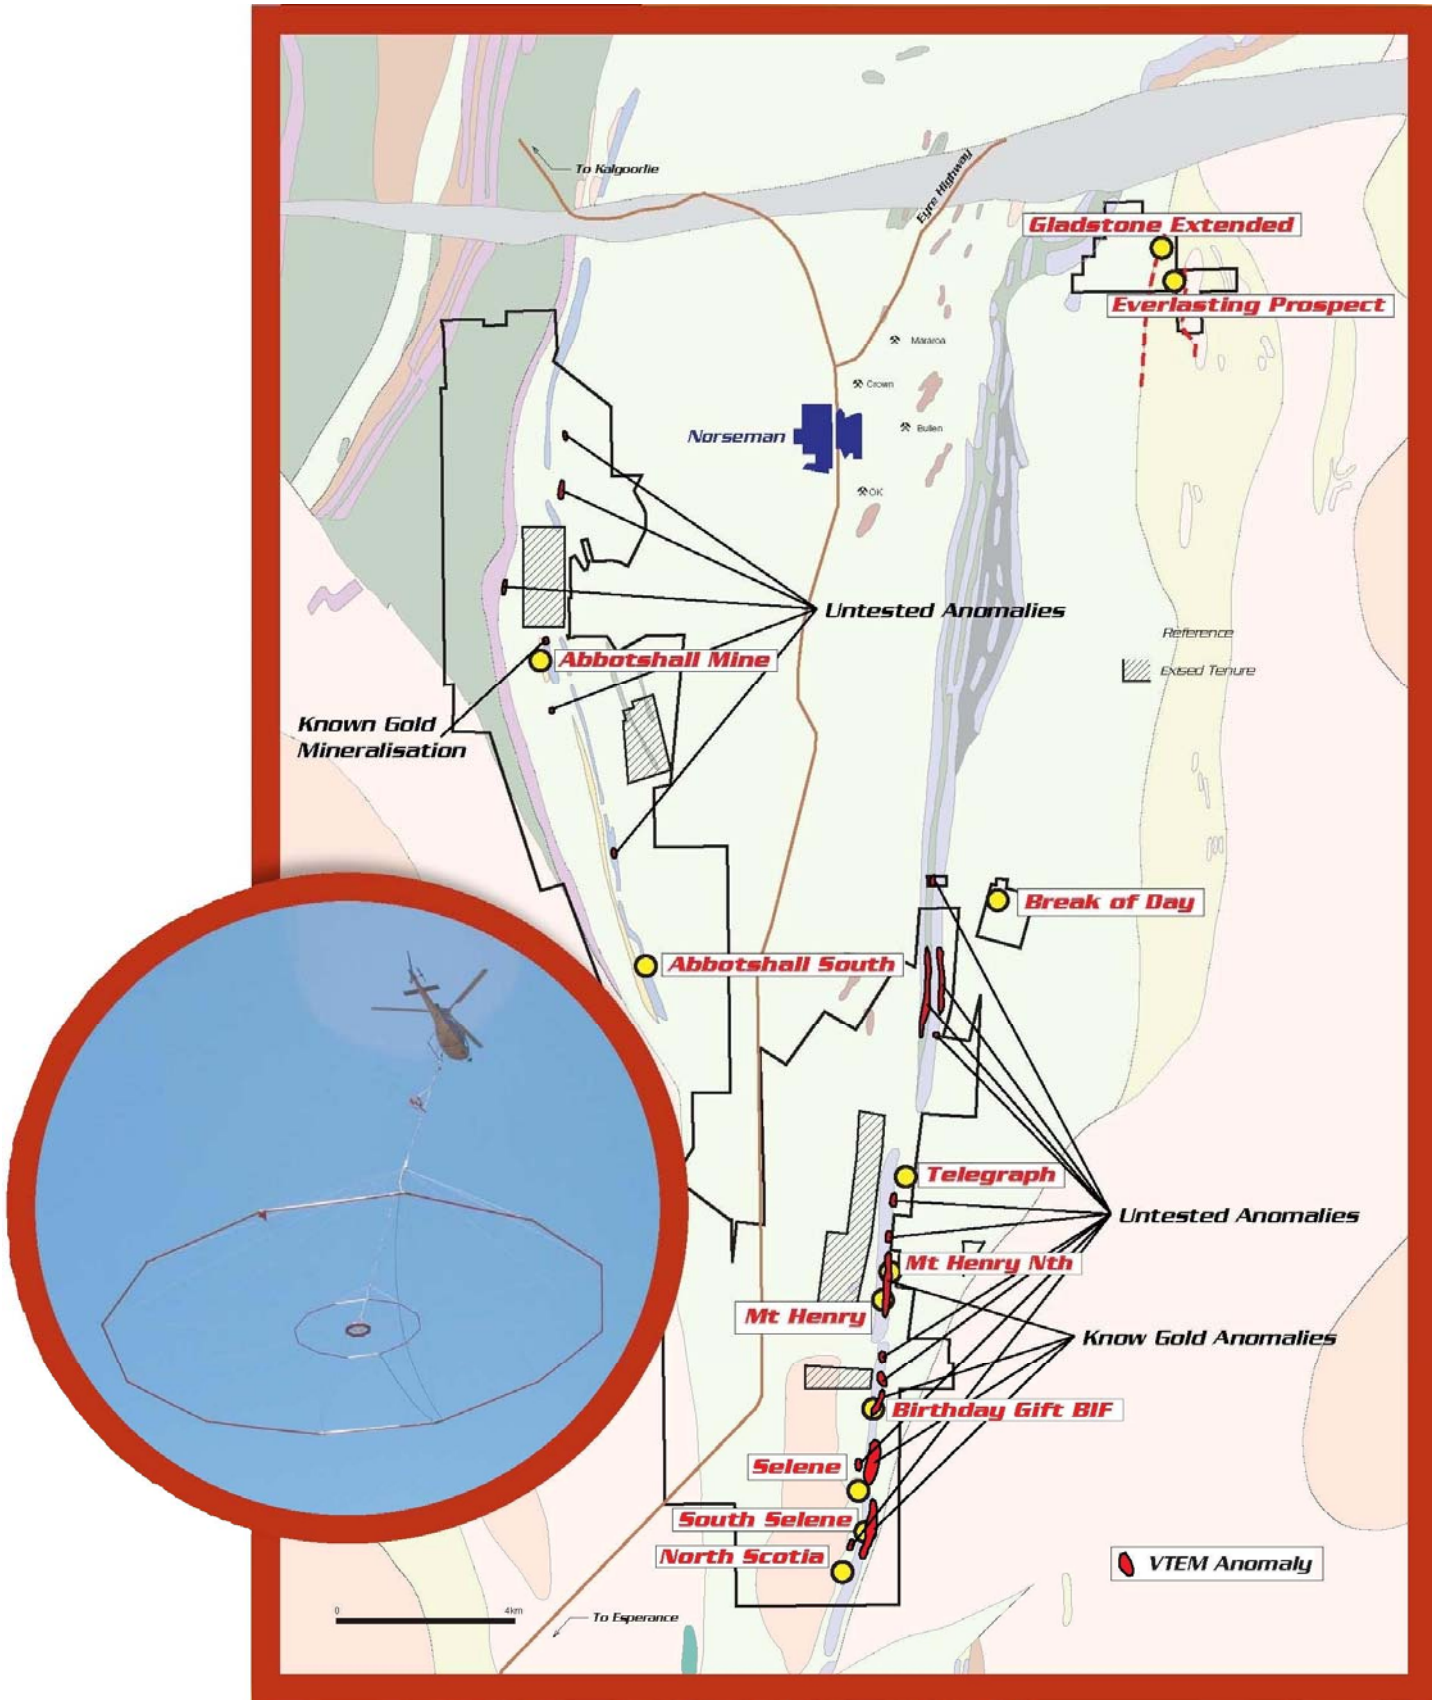 To Kalgoorlie
Eyre Highway
Gladstone Extended
Everlasting Prospect
Mararoa
Crown
Bullen
Norseman
OK
Untested Anomalies
Reference
Exised Tenure
Abbotshall Mine
Known Gold
Mineralisation
Break of Day
Abbotshall South
Telegraph
Untested Anomalies
Mt Henry Nth
Mt Henry
Know Gold Anomalies
Birthday Gift BIF
Selene
South Selene
North Scotia
VTEM Anomaly
0 4km
To Esperance